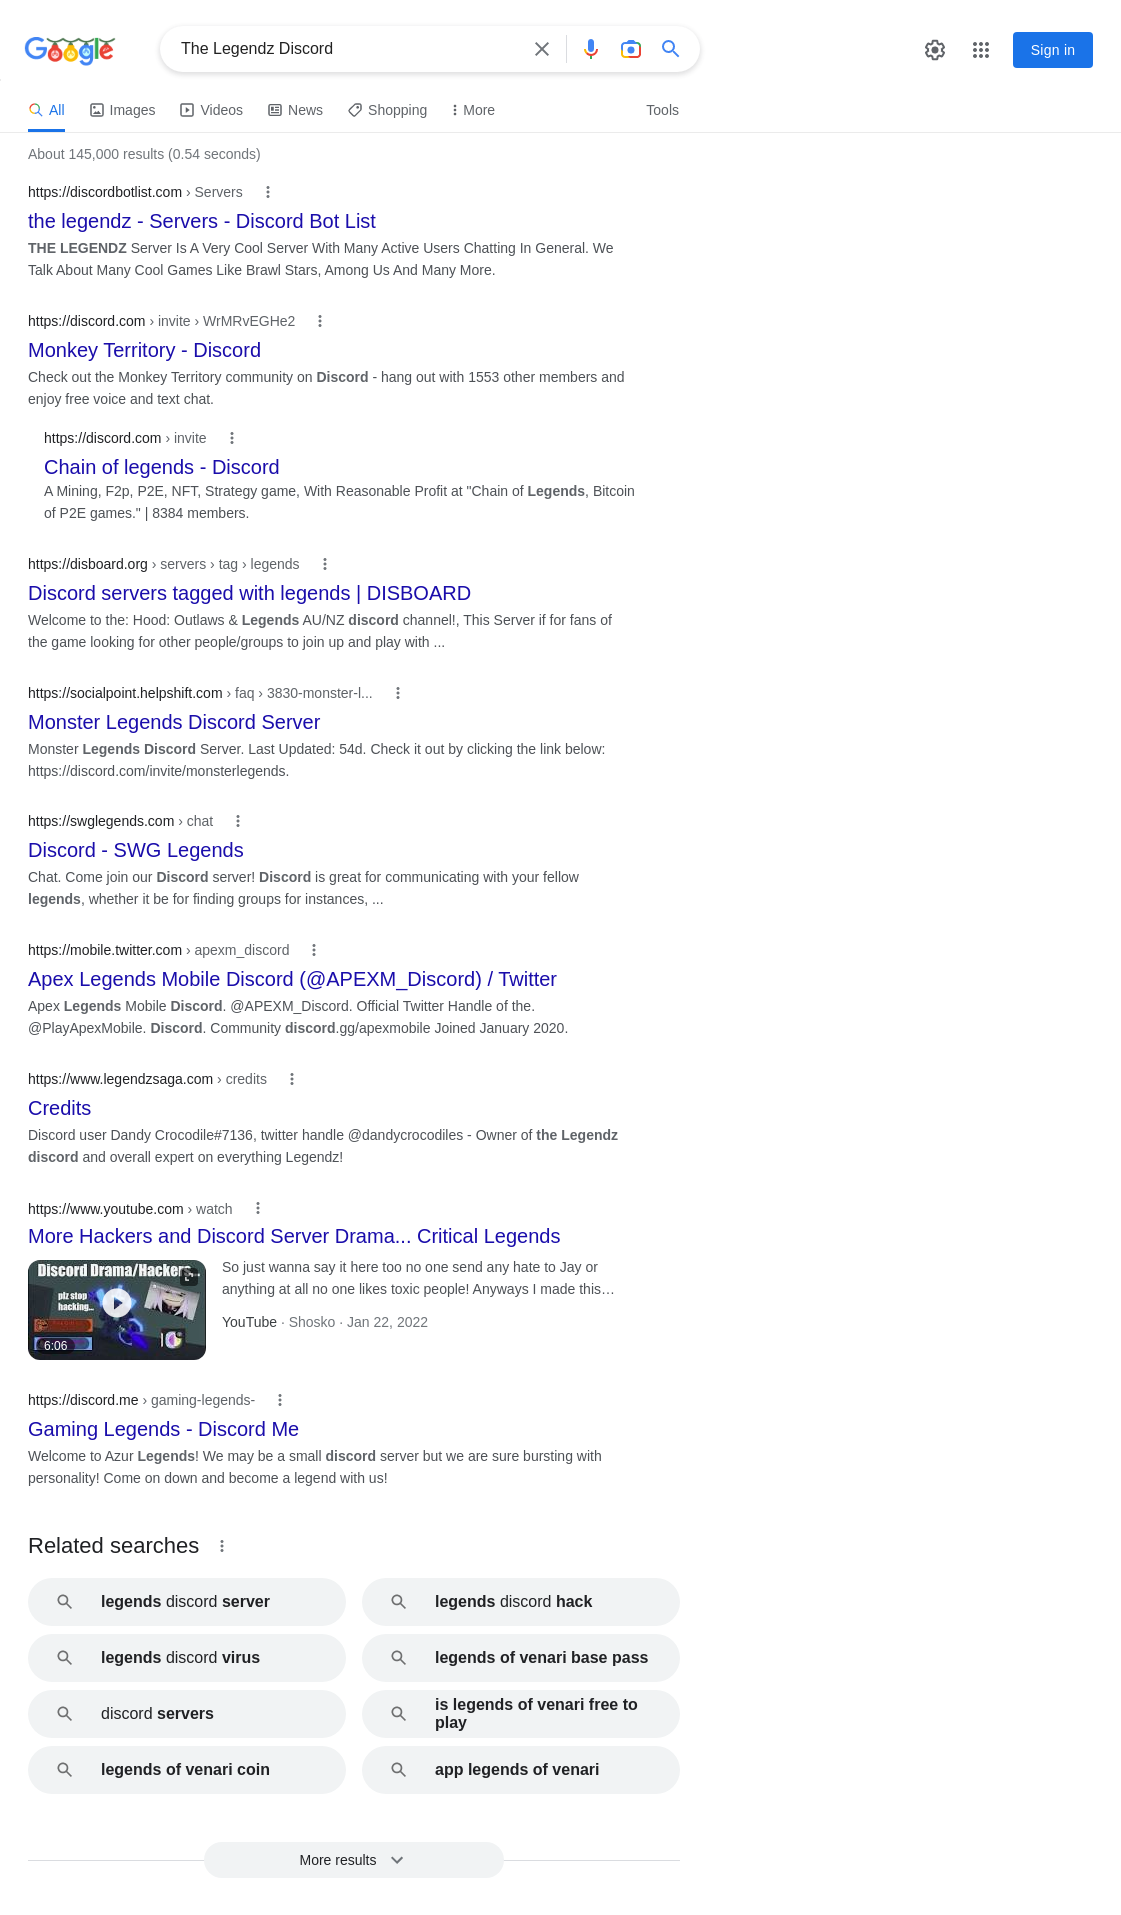 Google
The Legendz Discord
Sign in
All
Images
Videos
News
Shopping
More
Tools
About 145,000 results (0.54 seconds)
https://discordbotlist.com › Servers
the legendz - Servers - Discord Bot List
THE LEGENDZ Server Is A Very Cool Server With Many Active Users Chatting In General. We
Talk About Many Cool Games Like Brawl Stars, Among Us And Many More.
https://discord.com › invite › WrMRvEGHe2
Monkey Territory - Discord
Check out the Monkey Territory community on Discord - hang out with 1553 other members and
enjoy free voice and text chat.
https://discord.com › invite
Chain of legends - Discord
A Mining, F2p, P2E, NFT, Strategy game, With Reasonable Profit at "Chain of Legends, Bitcoin
of P2E games." | 8384 members.
https://disboard.org › servers › tag › legends
Discord servers tagged with legends | DISBOARD
Welcome to the: Hood: Outlaws & Legends AU/NZ discord channel!, This Server if for fans of
the game looking for other people/groups to join up and play with ...
https://socialpoint.helpshift.com › faq › 3830-monster-l...
Monster Legends Discord Server
Monster Legends Discord Server. Last Updated: 54d. Check it out by clicking the link below:
https://discord.com/invite/monsterlegends.
https://swglegends.com › chat
Discord - SWG Legends
Chat. Come join our Discord server! Discord is great for communicating with your fellow
legends, whether it be for finding groups for instances, ...
https://mobile.twitter.com › apexm_discord
Apex Legends Mobile Discord (@APEXM_Discord) / Twitter
Apex Legends Mobile Discord. @APEXM_Discord. Official Twitter Handle of the.
@PlayApexMobile. Discord. Community discord.gg/apexmobile Joined January 2020.
https://www.legendzsaga.com › credits
Credits
Discord user Dandy Crocodile#7136, twitter handle @dandycrocodiles - Owner of the Legendz
discord and overall expert on everything Legendz!
https://www.youtube.com › watch
More Hackers and Discord Server Drama... Critical Legends
Discord Drama/Hackers...
plz stop
hacking...
6:06
So just wanna say it here too no one send any hate to Jay or
anything at all no one likes toxic people! Anyways I made this…
YouTube · Shosko · Jan 22, 2022
https://discord.me › gaming-legends-
Gaming Legends - Discord Me
Welcome to Azur Legends! We may be a small discord server but we are sure bursting with
personality! Come on down and become a legend with us!
Related searches
legends discord server
legends discord hack
legends discord virus
legends of venari base pass
discord servers
is legends of venari free to
play
legends of venari coin
app legends of venari
More results